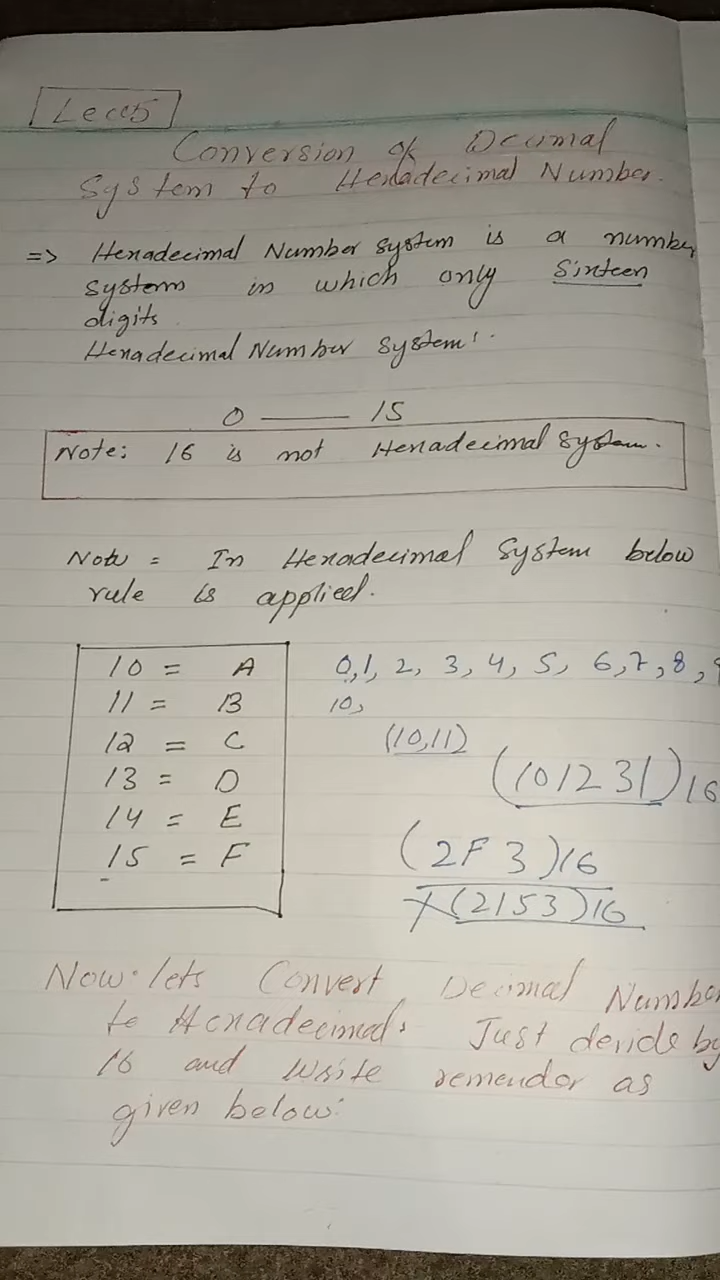 Lec 5
Conversion of Decimal
System to Hexadecimal Number.
=> Hexadecimal Number system is a number
system in which only Sixteen
digits
Hexadecimal Number System:
0 — 15
Note: 16 is not Hexadecimal system.
Note = In Hexadecimal System below
rule is applied.
10 = A
11 = B
12 = C
13 = D
14 = E
15 = F
0,1, 2, 3, 4, 5, 6,7,8,9
10,
(10,11)
(101231)16
(2F3)16
×(2153)16
Now lets Convert Decimal Number
to Hexadecimal. Just devide by
16 and write remender as
given below: